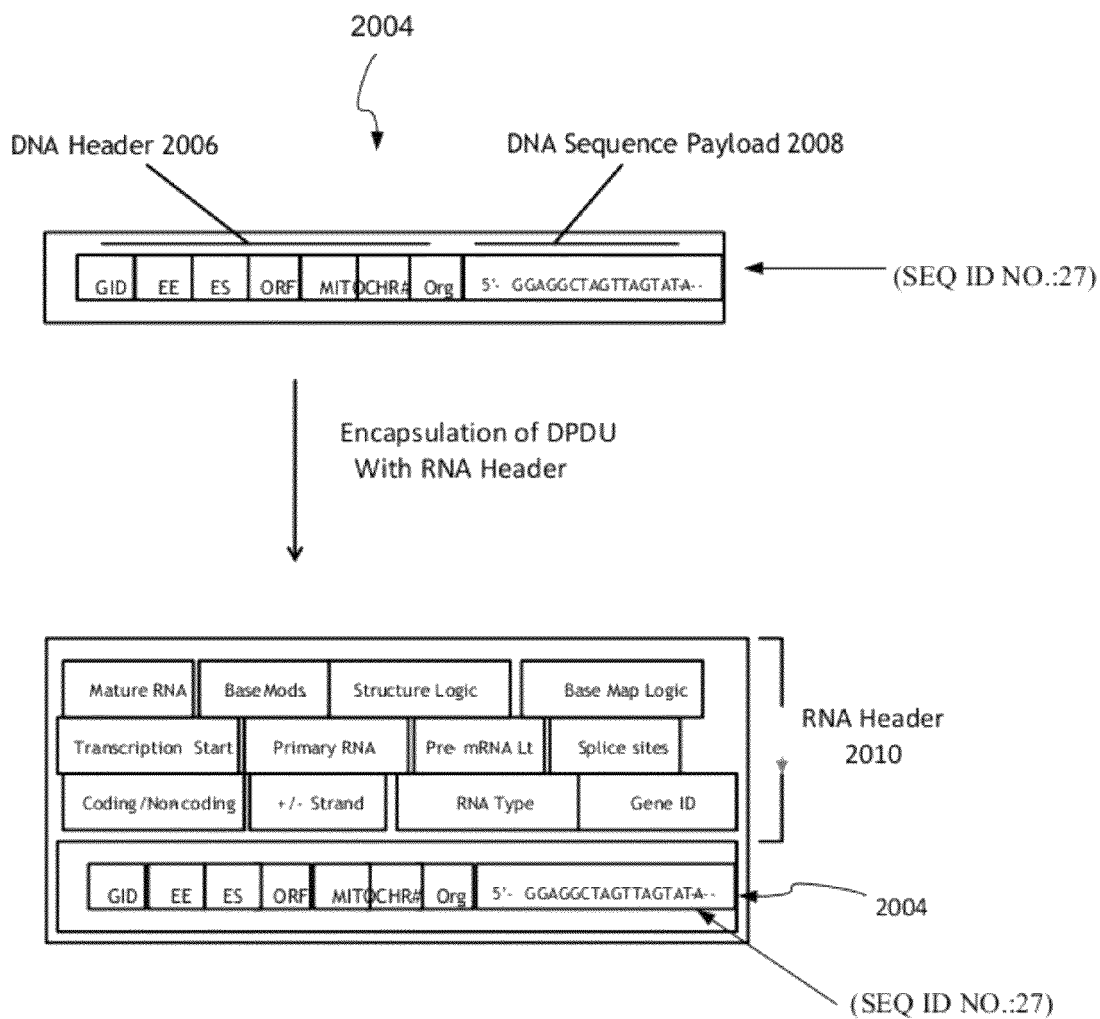 2004
DNA Header 2006
DNA Sequence Payload 2008
GID EE ES ORF MITO CHR# Org 5'- GGAGGCTAGTTAGTATA--
(SEQ ID NO.:27)
Encapsulation of DPDU
With RNA Header
Mature RNA Base Mods Structure Logic Base Map Logic
Transcription Start Primary RNA Pre- mRNA Lt Splice sites
Coding/Noncoding +/- Strand RNA Type Gene ID
RNA Header
2010
GID EE ES ORF MITO CHR# Org 5'- GGAGGCTAGTTAGTATA--
2004
(SEQ ID NO.:27)